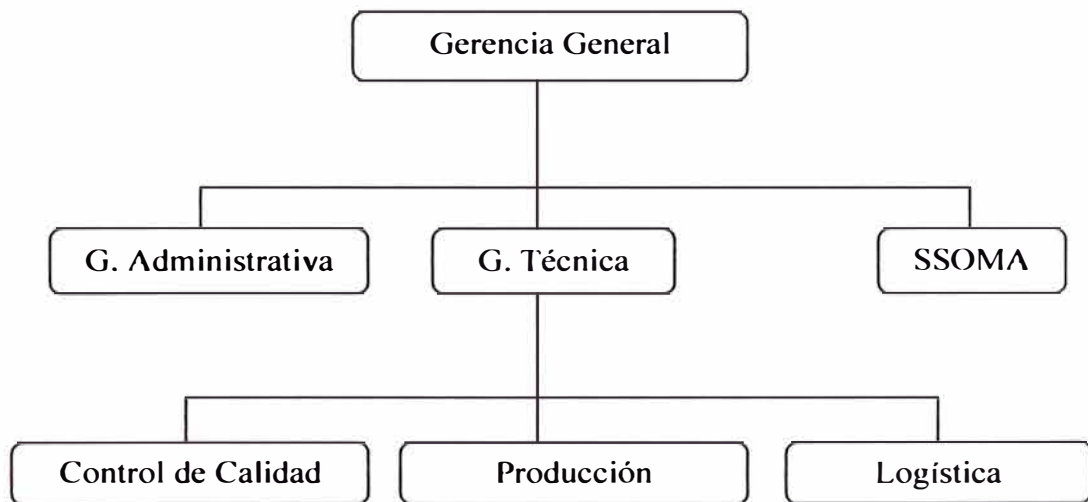 Gerencia General
G. Administrativa
G. Técnica
SSOMA
Control de Calidad
Producción
Logística